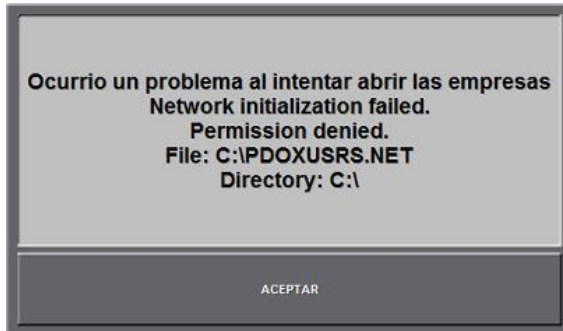 Ocurrio un problema al intentar abrir las empresas
Network initialization failed.
Permission denied.
File: C:\PDOXUSRS.NET
Directory: C:\
ACEPTAR